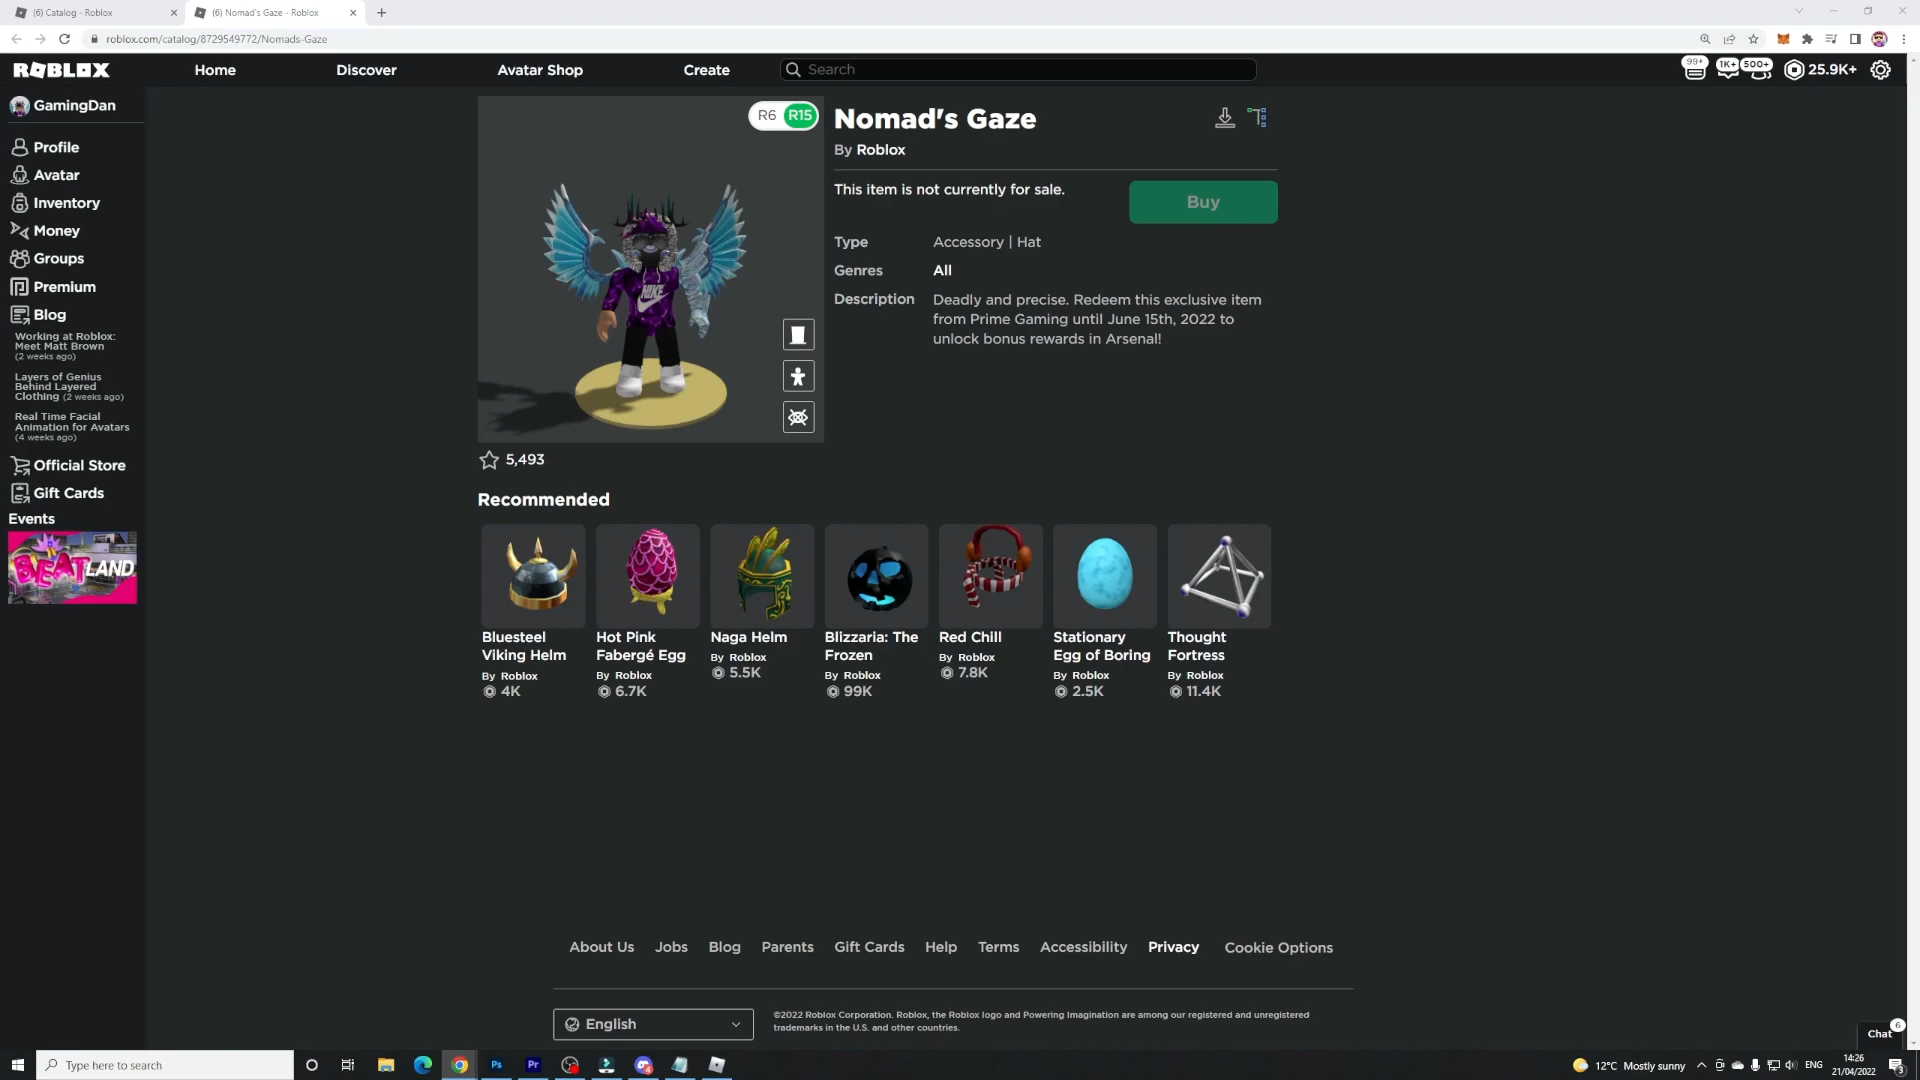 (6) Catalog - Roblox
(6) Nomad's Gaze - Roblox
roblox.com/catalog/8729549772/Nomads-Gaze
ROBLOX
Home
Discover
Avatar Shop
Create
Search
99+
1K+
500+
25.9K+
GamingDan
Profile
Avatar
Inventory
Money
Groups
Premium
Blog
Working at Roblox:
Meet Matt Brown
(2 weeks ago)
Layers of Genius
Behind Layered
Clothing (2 weeks ago)
Real Time Facial
Animation for Avatars
(4 weeks ago)
Official Store
Gift Cards
Events
BEATLAND
R6 R15
NIKE
Nomad's Gaze
By Roblox
This item is not currently for sale.
Buy
Type Accessory | Hat
Genres All
Description Deadly and precise. Redeem this exclusive item
from Prime Gaming until June 15th, 2022 to
unlock bonus rewards in Arsenal!
5,493
Recommended
Bluesteel
Viking Helm
By Roblox
4K
Hot Pink
Fabergé Egg
By Roblox
6.7K
Naga Helm
By Roblox
5.5K
Blizzaria: The
Frozen
By Roblox
99K
Red Chill
By Roblox
7.8K
Stationary
Egg of Boring
By Roblox
2.5K
Thought
Fortress
By Roblox
11.4K
About Us Jobs Blog Parents Gift Cards Help Terms Accessibility Privacy Cookie Options
English
©2022 Roblox Corporation. Roblox, the Roblox logo and Powering Imagination are among our registered and unregistered
trademarks in the U.S. and other countries.
Chat
6
Type here to search
Ps
Pr
12°C Mostly sunny
ENG
14:26
21/04/2022
3